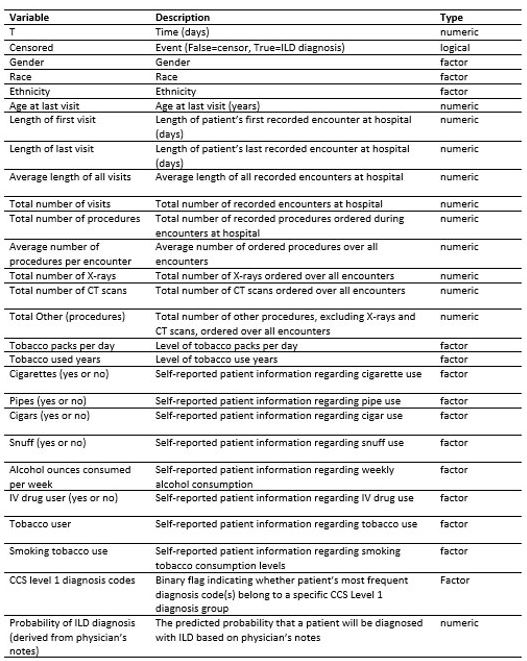 Variable Description Type
T Time (days) numeric
Censored Event (False=censor, True=ILD diagnosis) logical
Gender Gender factor
Race Race factor
Ethnicity Ethnicity factor
Age at last visit Age at last visit (years) numeric
Length of first visit Length of patient's first recorded encounter at hospital numeric
(days)
Length of last visit Length of patient's last recorded encounter at hospital numeric
(days)
Average length of all visits Average length of all recorded encounters at hospital numeric
Total number of visits Total number of recorded encounters at hospital numeric
Total number of procedures Total number of recorded procedures ordered during numeric
encounters at hospital
Average number of Average number of ordered procedures over all numeric
procedures per encounter encounters
Total number of X-rays Total number of X-rays ordered over all encounters numeric
Total number of CT scans Total number of CT scans ordered over all encounters numeric
Total Other (procedures) Total number of other procedures, excluding X-rays and numeric
CT scans, ordered over all encounters
Tobacco packs per day Level of tobacco packs per day factor
Tobacco used years Level of tobacco use years factor
Cigarettes (yes or no) Self-reported patient information regarding cigarette use factor
Pipes (yes or no) Self-reported patient information regarding pipe use factor
Cigars (yes or no) Self-reported patient information regarding cigar use factor
Snuff (yes or no) Self-reported patient information regarding snuff use factor
Alcohol ounces consumed Self-reported patient information regarding weekly factor
per week alcohol consumption
IV drug user (yes or no) Self-reported patient information regarding IV drug use factor
Tobacco user Self-reported patient information regarding tobacco use factor
Smoking tobacco use Self-reported patient information regarding smoking factor
tobacco consumption levels
CCS level 1 diagnosis codes Binary flag indicating whether patient's most frequent Factor
diagnosis code(s) belong to a specific CCS Level 1
diagnosis group
Probability of ILD diagnosis The predicted probability that a patient will be diagnosed numeric
(derived from physician's with ILD based on physician's notes
notes)